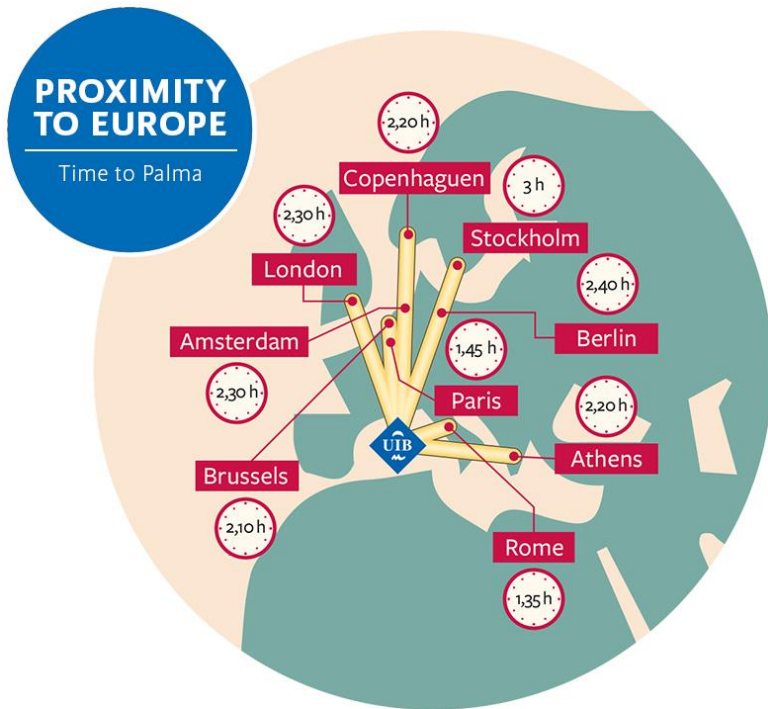 PROXIMITY
TO EUROPE
Time to Palma
2,20 h
Copenhaguen
3 h
Stockholm
2,30 h
London
2,40 h
Berlin
Amsterdam
2,30 h
1,45 h
Paris
2,20 h
Athens
UIB
Brussels
2,10 h
Rome
1,35 h